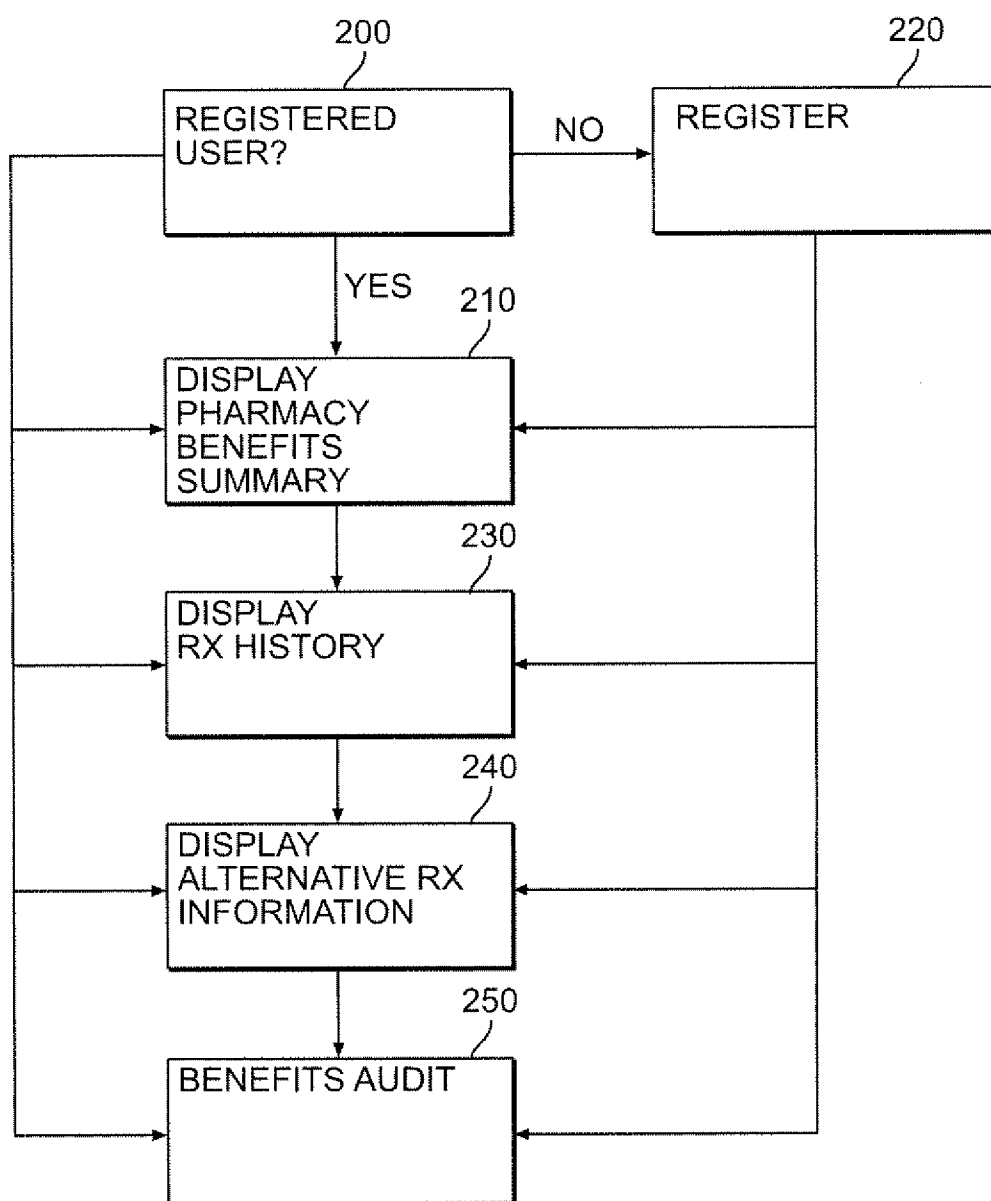 200
220
REGISTERED
USER?
NO
REGISTER
YES
210
DISPLAY
PHARMACY
BENEFITS
SUMMARY
230
DISPLAY
RX HISTORY
240
DISPLAY
ALTERNATIVE RX
INFORMATION
250
BENEFITS AUDIT